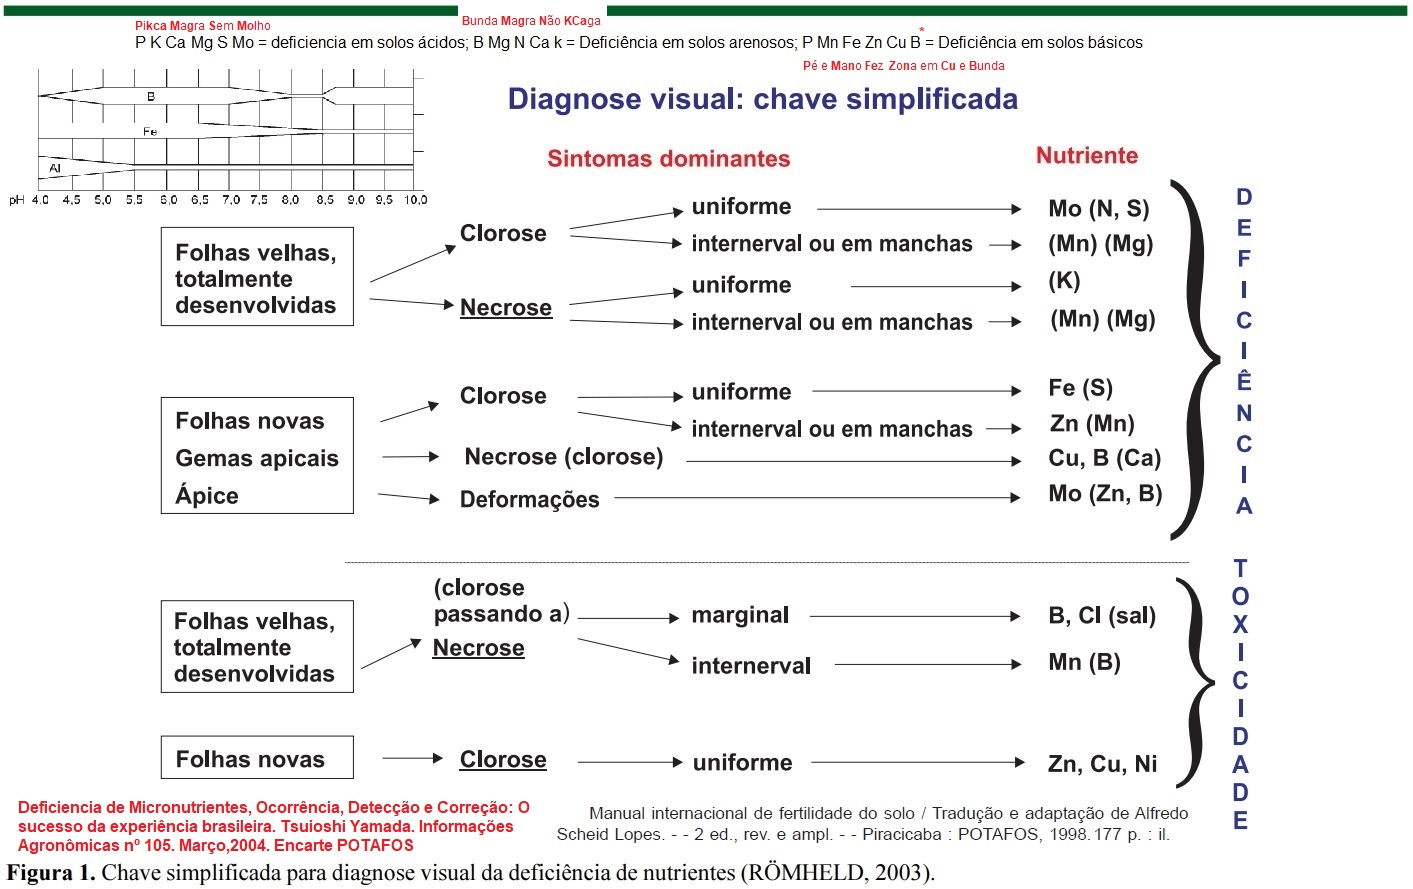 Pikca Magra Sem Molho
Bunda Magra Não KCaga
P K Ca Mg S Mo = deficiencia em solos ácidos; B Mg N Ca k = Deficiência em solos arenosos; P Mn Fe Zn Cu B = Deficiência em solos básicos
*
Pé e Mano Fez Zona em Cu e Bunda
B
Fe
Al
pH 4,0 4,5 5,0 5,5 6,0 6,5 7,0 7,5 8,0 8,5 9,0 9,5 10,0
Diagnose visual: chave simplificada
Sintomas dominantes
Nutriente
Folhas velhas,
totalmente
desenvolvidas
Clorose
uniforme
Mo (N, S)
internerval ou em manchas
(Mn) (Mg)
Necrose
uniforme
(K)
internerval ou em manchas
(Mn) (Mg)
Folhas novas
Gemas apicais
Ápice
Clorose
uniforme
Fe (S)
internerval ou em manchas
Zn (Mn)
Necrose (clorose)
Cu, B (Ca)
Deformações
Mo (Zn, B)
DEFICIÊNCIA
Folhas velhas,
totalmente
desenvolvidas
(clorose
passando a)
Necrose
marginal
B, Cl (sal)
internerval
Mn (B)
Folhas novas
Clorose
uniforme
Zn, Cu, Ni
TOXICIDADE
Deficiencia de Micronutrientes, Ocorrência, Detecção e Correção: O
sucesso da experiência brasileira. Tsuioshi Yamada. Informações
Agronômicas nº 105. Março,2004. Encarte POTAFOS
Manual internacional de fertilidade do solo / Tradução e adaptação de Alfredo
Scheid Lopes. - - 2 ed., rev. e ampl. - - Piracicaba : POTAFOS, 1998. 177 p. : il.
Figura 1. Chave simplificada para diagnose visual da deficiência de nutrientes (RÖMHELD, 2003).